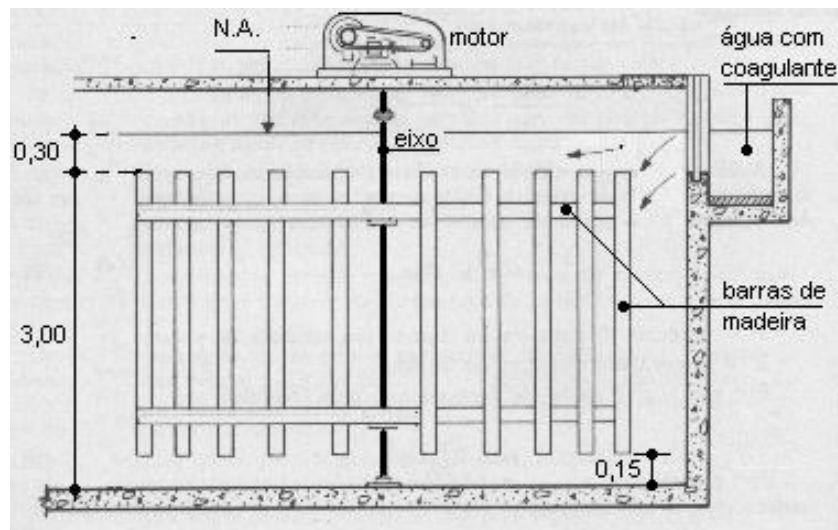 N.A.
motor
água com
coagulante
0,30
eixo
3,00
barras de
madeira
0,15